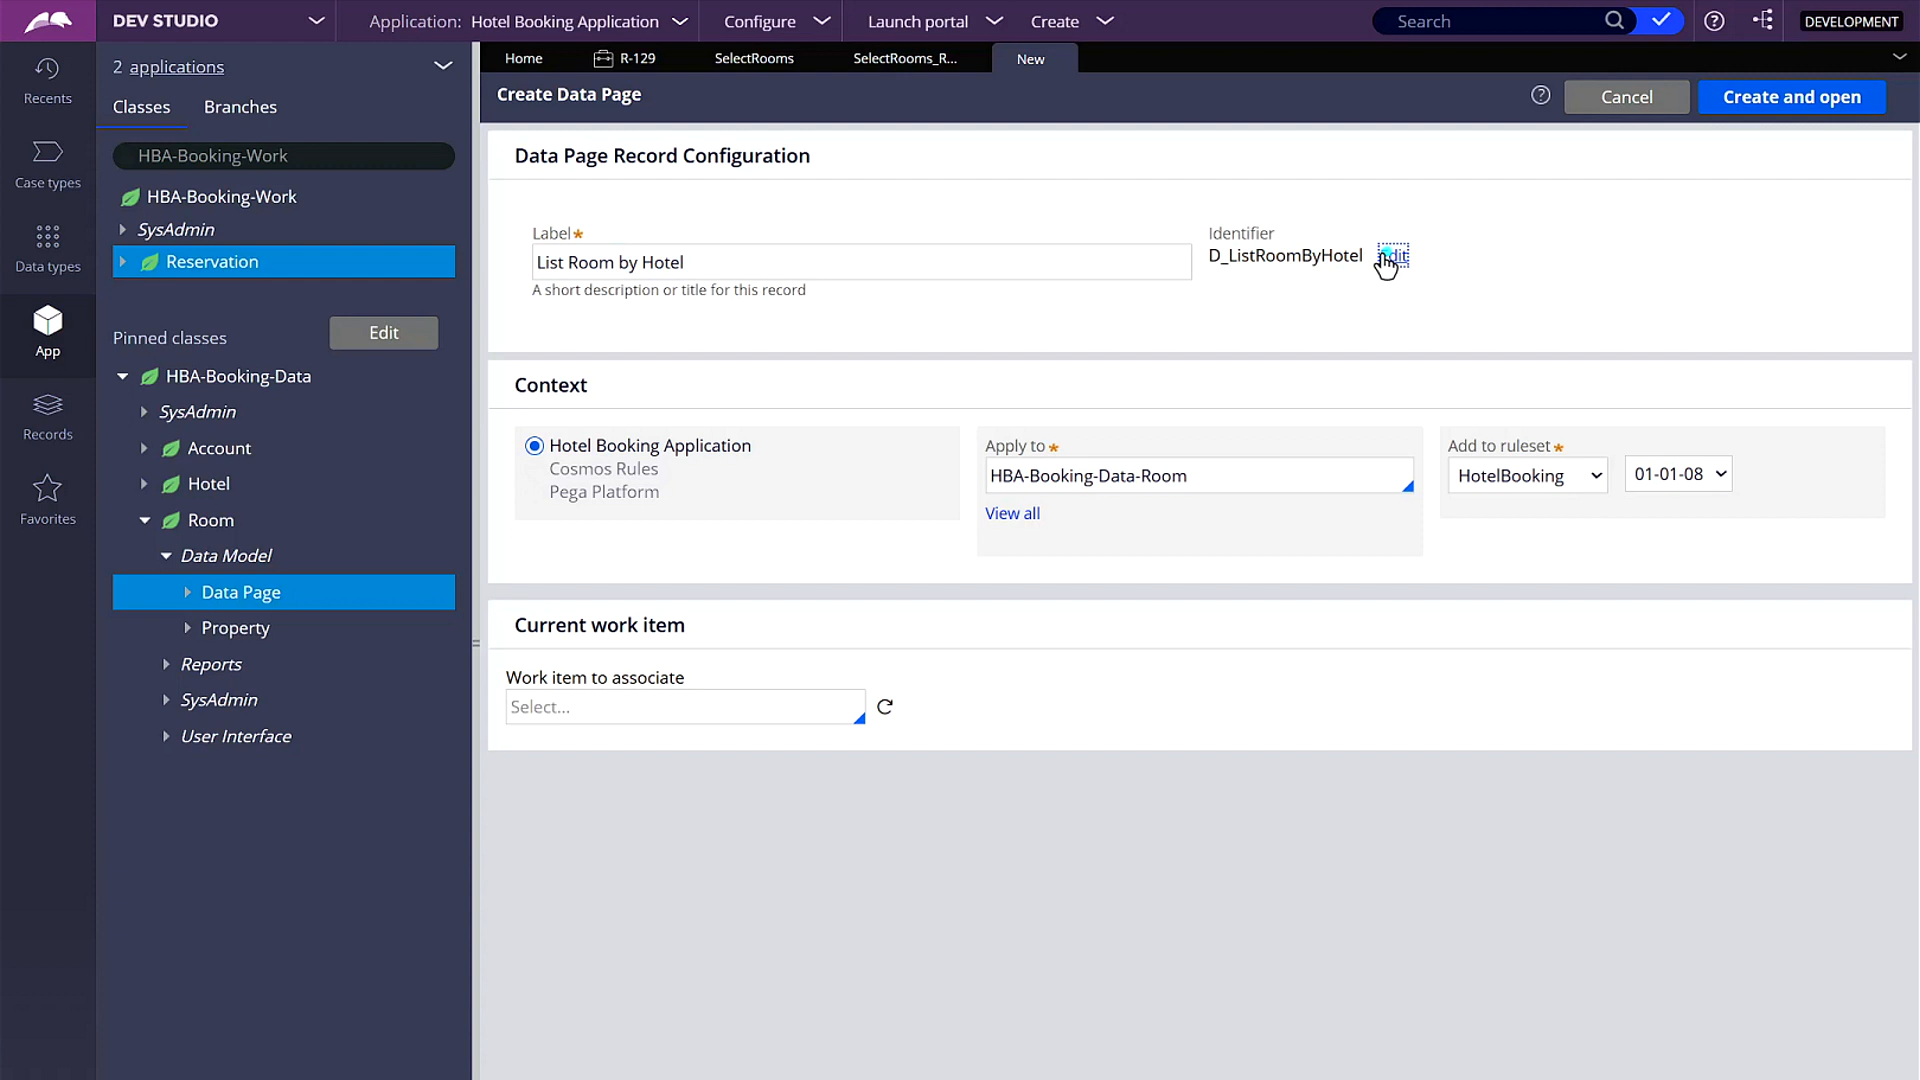 DEV STUDIO
Application: Hotel Booking Application
Configure
Launch portal
Create
Search
DEVELOPMENT
Recents
Case types
Data types
App
Records
Favorites
2 applications
Classes
Branches
HBA-Booking-Work
HBA-Booking-Work
SysAdmin
Reservation
Pinned classes
Edit
HBA-Booking-Data
SysAdmin
Account
Hotel
Room
Data Model
Data Page
Property
Reports
SysAdmin
User Interface
Home
R-129
SelectRooms
SelectRooms_R...
New
Create Data Page
Cancel
Create and open
Data Page Record Configuration
Label★
List Room by Hotel
A short description or title for this record
Identifier
D_ListRoomByHotel
Context
Hotel Booking Application
Cosmos Rules
Pega Platform
Apply to ★
HBA-Booking-Data-Room
View all
Add to ruleset★
HotelBooking
01-01-08
Current work item
Work item to associate
Select...